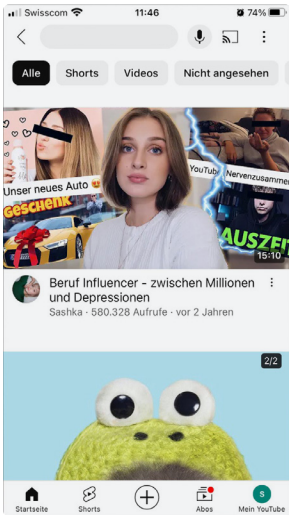 Swisscom
11:46
74%
Alle
Shorts
Videos
Nicht angesehen
Unser neues Auto 😍
GESCHENK
YouTube
Nervenzusamme
AUSZEIT
15:10
Beruf Influencer - zwischen Millionen
und Depressionen
Sashka · 580.328 Aufrufe · vor 2 Jahren
2/2
Startseite
Shorts
Abos
S
Mein YouTube